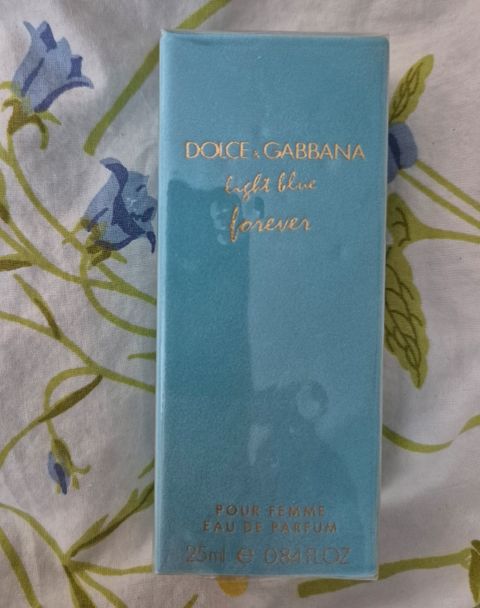 DOLCE & GABBANA
light blue
forever
POUR FEMME
EAU DE PARFUM
25ml e 0.84 FL.OZ